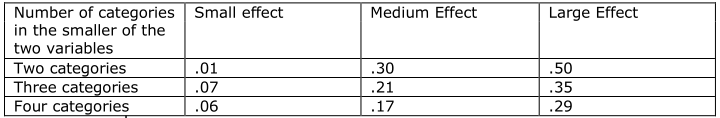 Number of categories Small effect Medium Effect Large Effect
in the smaller of the
two variables
Two categories .01 .30 .50
Three categories .07 .21 .35
Four categories .06 .17 .29